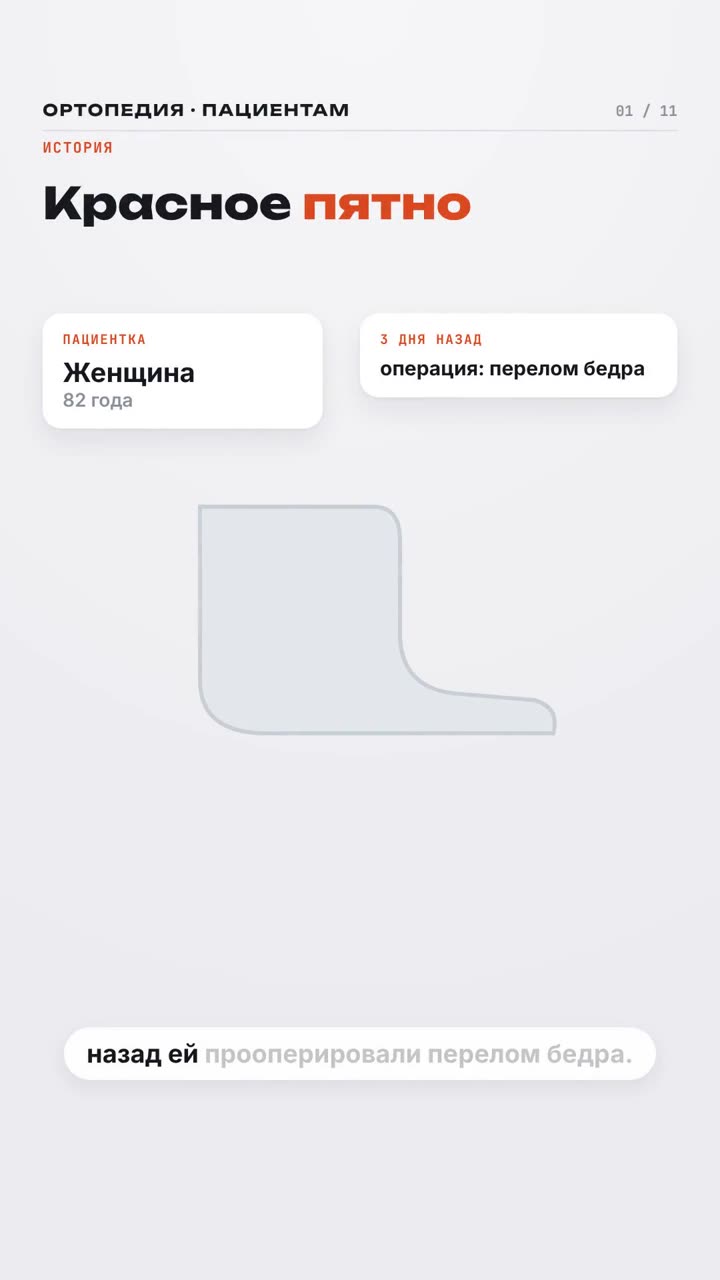 ОРТОПЕДИЯ · ПАЦИЕНТАМ
01 / 11
ИСТОРИЯ
Красное пятно
ПАЦИЕНТКА
Женщина
82 года
3 ДНЯ НАЗАД
операция: перелом бедра
назад ей прооперировали перелом бедра.